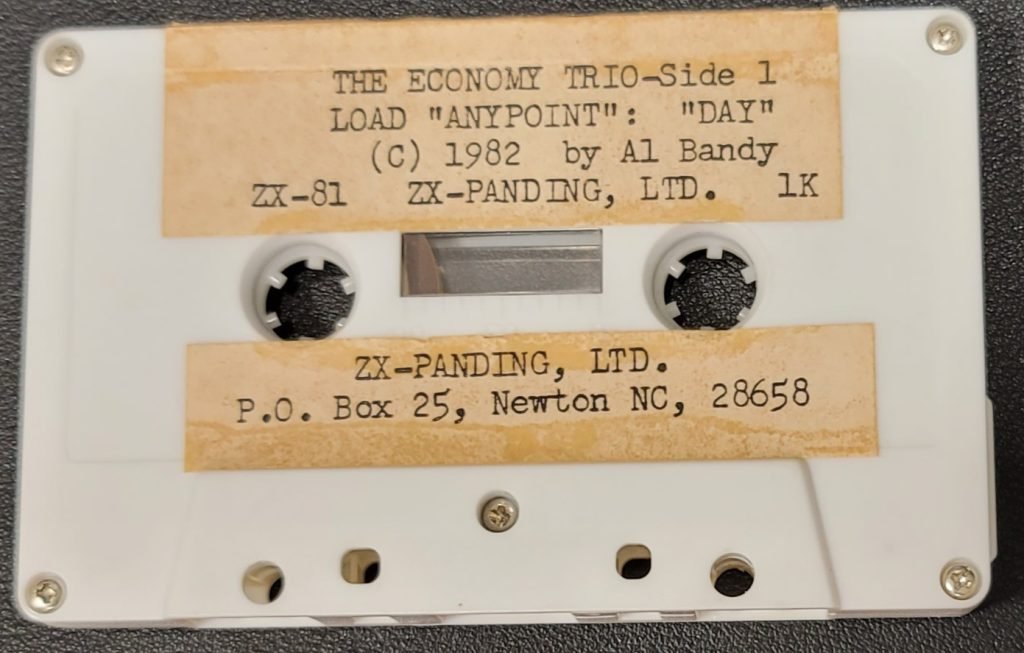 THE ECONOMY TRIO-Side 1
LOAD "ANYPOINT": "DAY"
(C) 1982 by Al Bandy
ZX-81 ZX-PANDING, LTD. 1K
ZX-PANDING, LTD.
P.O. Box 25, Newton NC, 28658